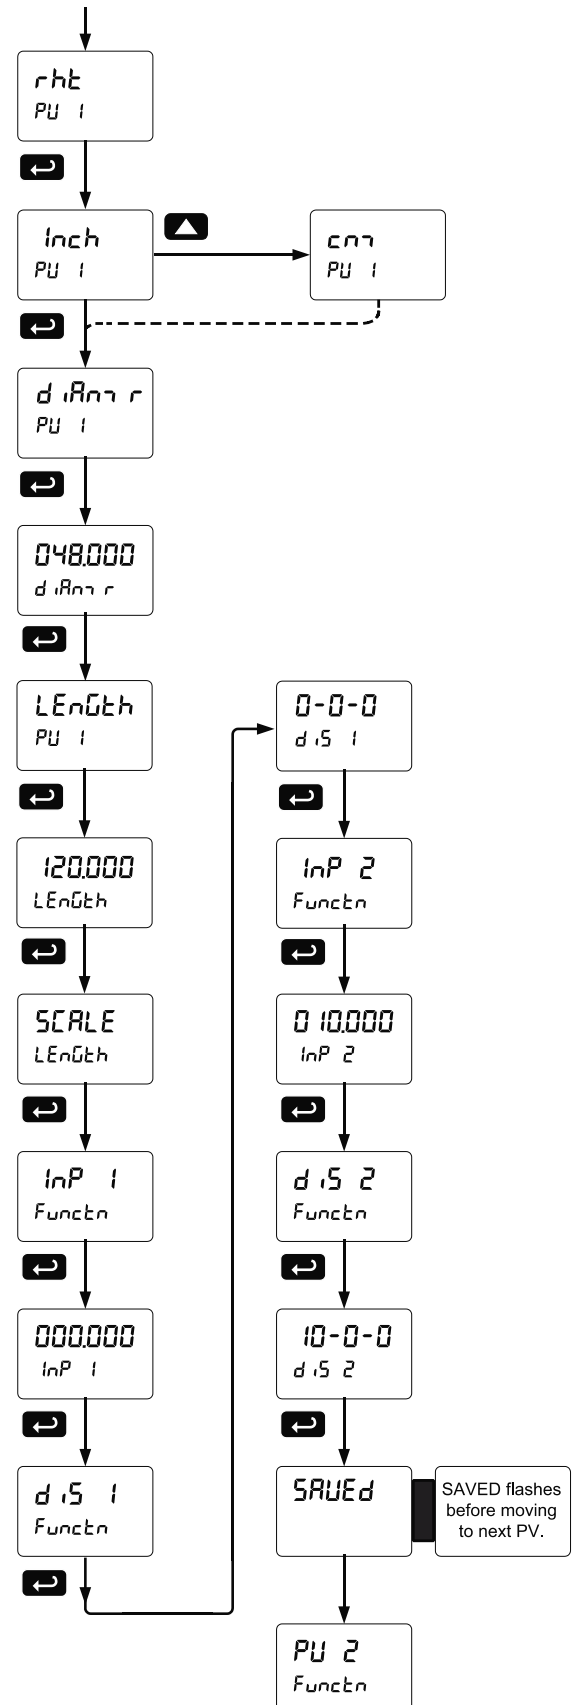 rht
PV 1
Inch
PV 1
cm
PV 1
diAmtr
PV 1
048.000
diAmtr
LEnGth
PV 1
120.000
LEnGth
SCALE
LEnGth
InP 1
Functn
000.000
InP 1
diS 1
Functn
0-0-0
diS 1
InP 2
Functn
010.000
InP 2
diS 2
Functn
10-0-0
diS 2
SAVEd
SAVED flashes
before moving
to next PV.
PV 2
Functn